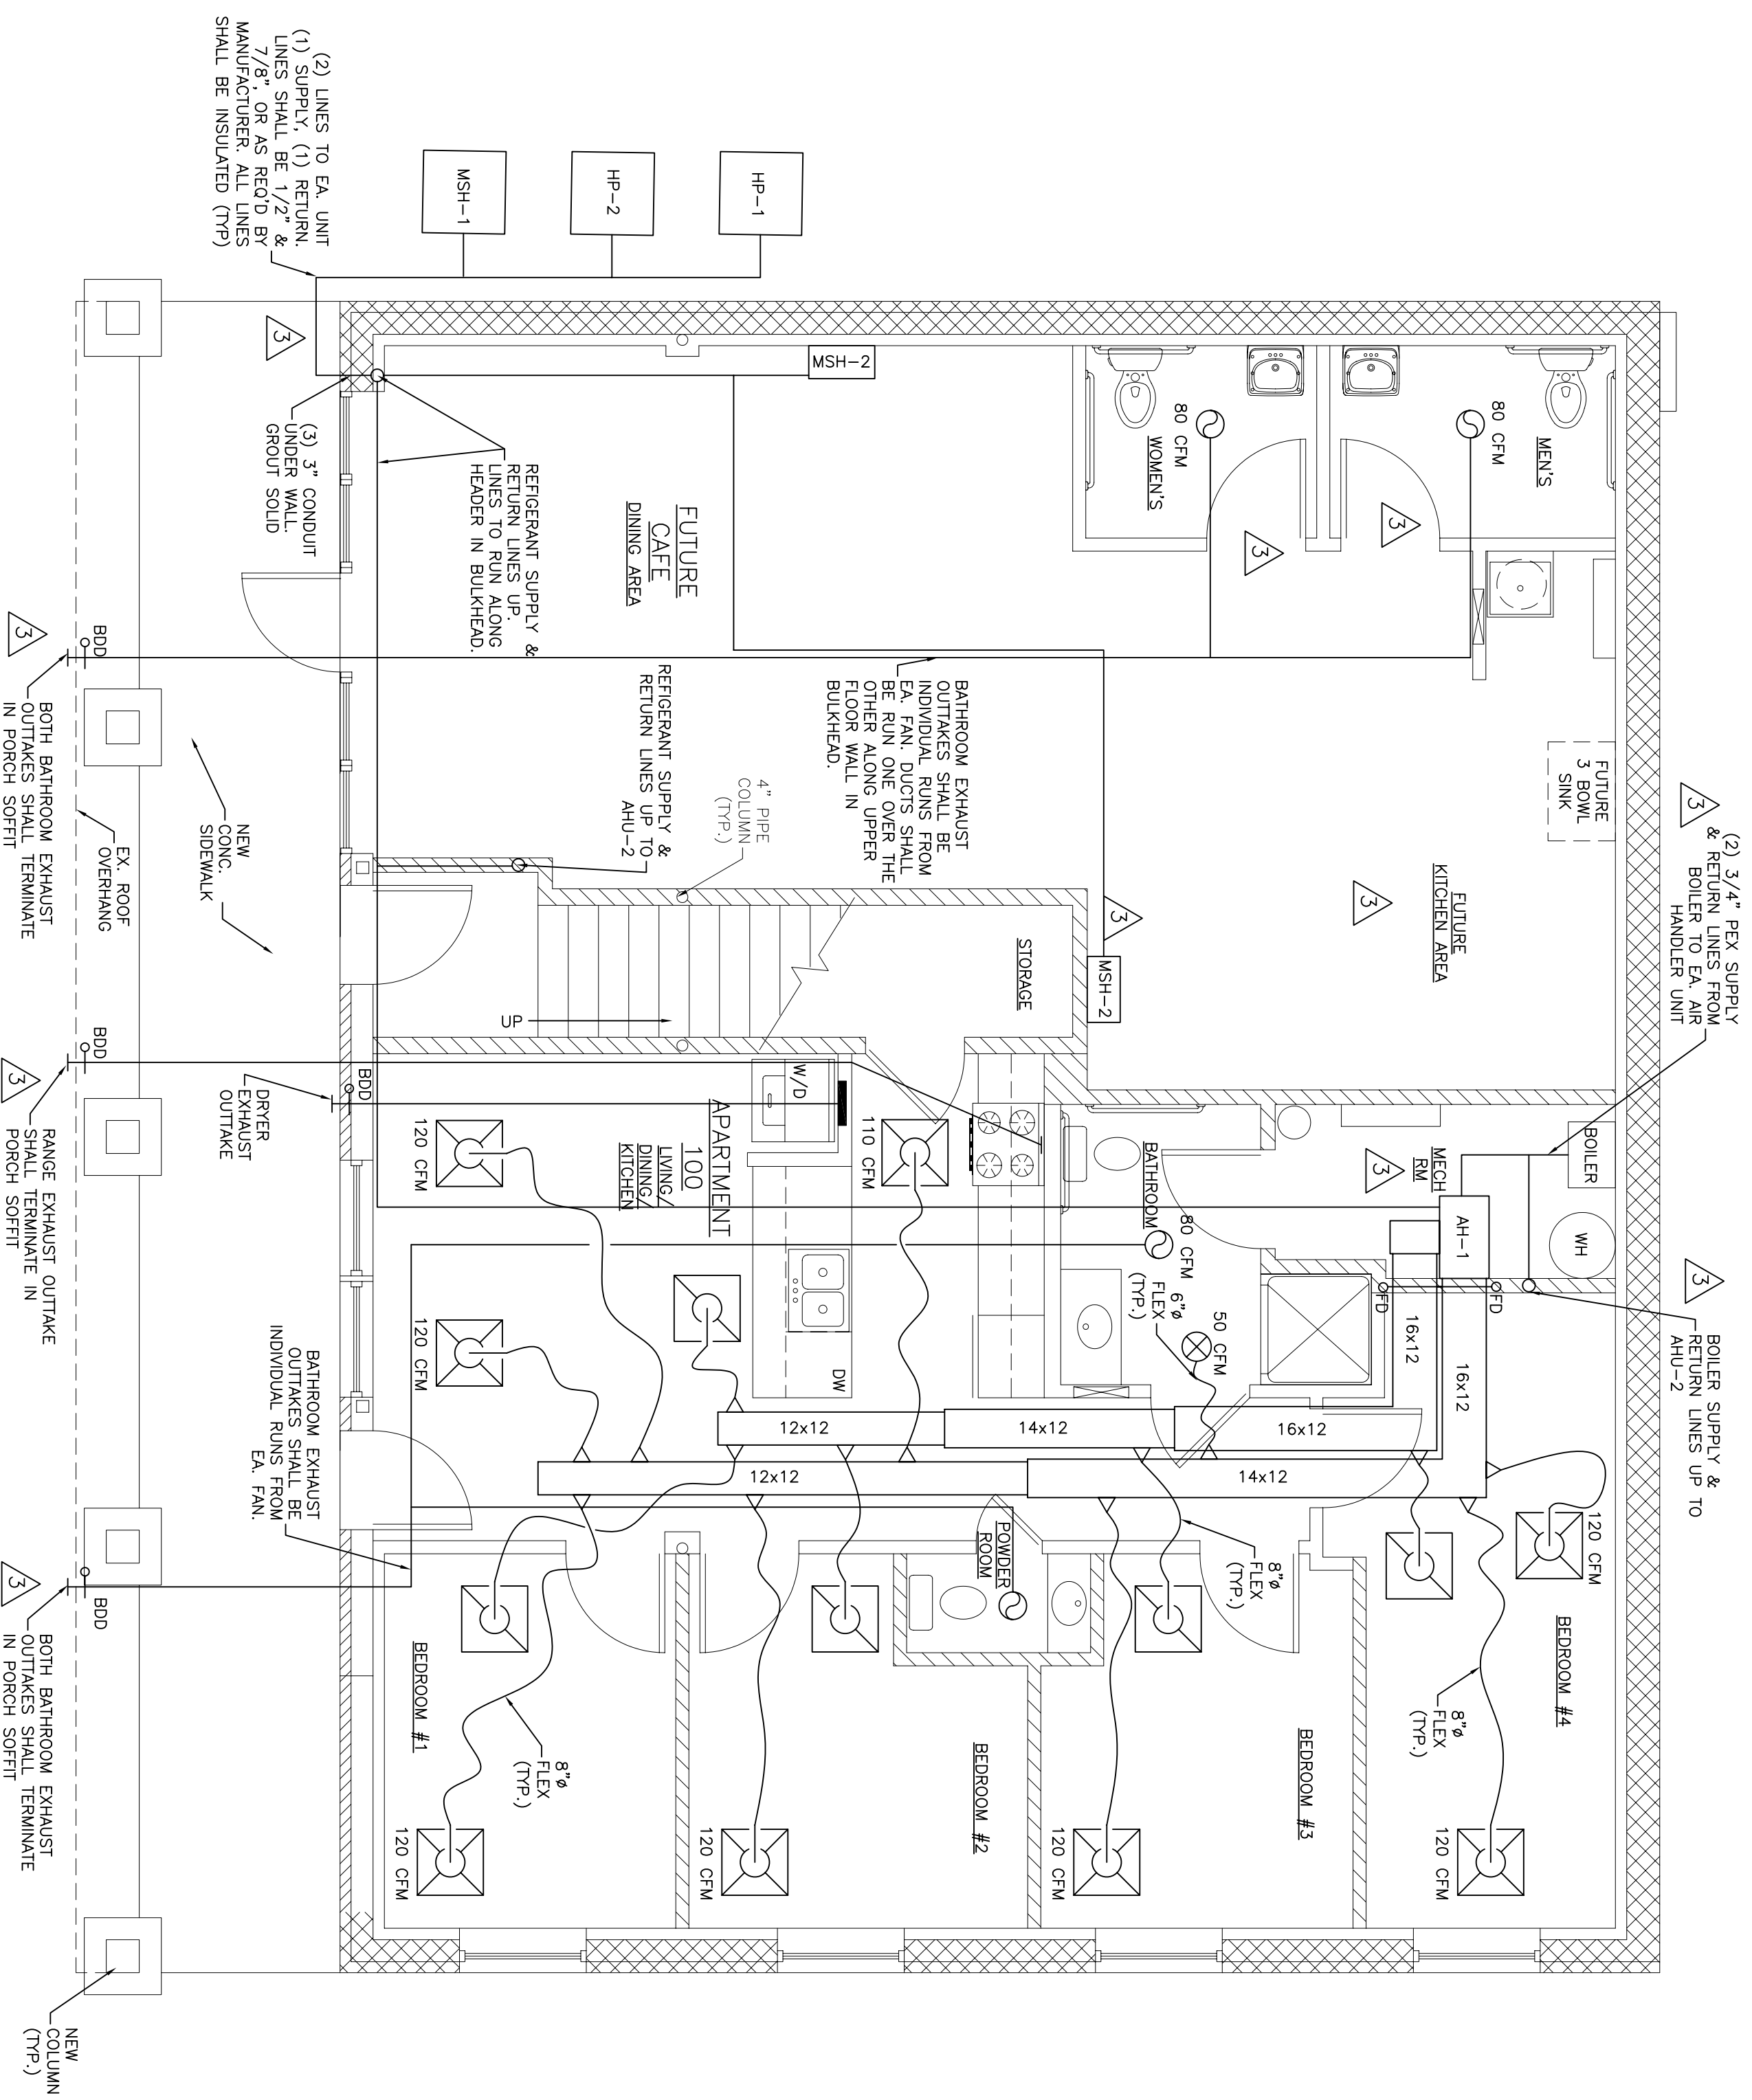 (2) 3/4" PEX SUPPLY
& RETURN LINES FROM
BOILER TO EA. AIR
HANDLER UNIT
3
BOILER SUPPLY &
RETURN LINES UP TO
AHU-2
3
MEN'S
80 CFM
3
WOMEN'S
80 CFM
3
FUTURE
3 BOWL
SINK
FUTURE
KITCHEN AREA
3
BOILER
WH
MECH
RM
3
AH-1
FD
FD
16x12
16x12
16x12
14x12
12x12
14x12
12x12
120 CFM
BEDROOM #4
8"ø
FLEX
(TYP.)
120 CFM
BEDROOM #3
8"ø
FLEX
(TYP.)
120 CFM
POWDER
ROOM
BEDROOM #2
120 CFM
BEDROOM #1
8"ø
FLEX
(TYP.)
120 CFM
BATHROOM
80 CFM
6"ø
FLEX
(TYP.)
50 CFM
STORAGE
MSH-2
3
MSH-2
110 CFM
W/D
DW
APARTMENT
100
LIVING/
DINING/
KITCHEN
120 CFM
120 CFM
UP
BATHROOM EXHAUST
OUTTAKES SHALL BE
INDIVIDUAL RUNS FROM
EA. FAN. DUCTS SHALL
BE RUN ONE OVER THE
OTHER ALONG UPPER
FLOOR WALL IN
BULKHEAD.
4" PIPE
COLUMN
(TYP.)
REFIGERANT SUPPLY &
RETURN LINES UP TO
AHU-2
FUTURE
CAFE
DINING AREA
REFIGERANT SUPPLY &
RETURN LINES UP.
LINES TO RUN ALONG
HEADER IN BULKHEAD.
(3) 3" CONDUIT
UNDER WALL.
GROUT SOLID
3
HP-1
HP-2
MSH-1
(2) LINES TO EA. UNIT
(1) SUPPLY, (1) RETURN.
LINES SHALL BE 1/2" &
7/8", OR AS REQ'D BY
MANUFACTURER. ALL LINES
SHALL BE INSULATED (TYP)
BDD
DRYER
EXHAUST
OUTTAKE
BATHROOM EXHAUST
OUTTAKES SHALL BE
INDIVIDUAL RUNS FROM
EA. FAN.
NEW
CONC.
SIDEWALK
EX. ROOF
OVERHANG
BDD
3
BOTH BATHROOM EXHAUST
OUTTAKES SHALL TERMINATE
IN PORCH SOFFIT
BDD
3
RANGE EXHAUST OUTTAKE
SHALL TERMINATE IN
PORCH SOFFIT
BDD
3
BOTH BATHROOM EXHAUST
OUTTAKES SHALL TERMINATE
IN PORCH SOFFIT
NEW
COLUMN
(TYP.)